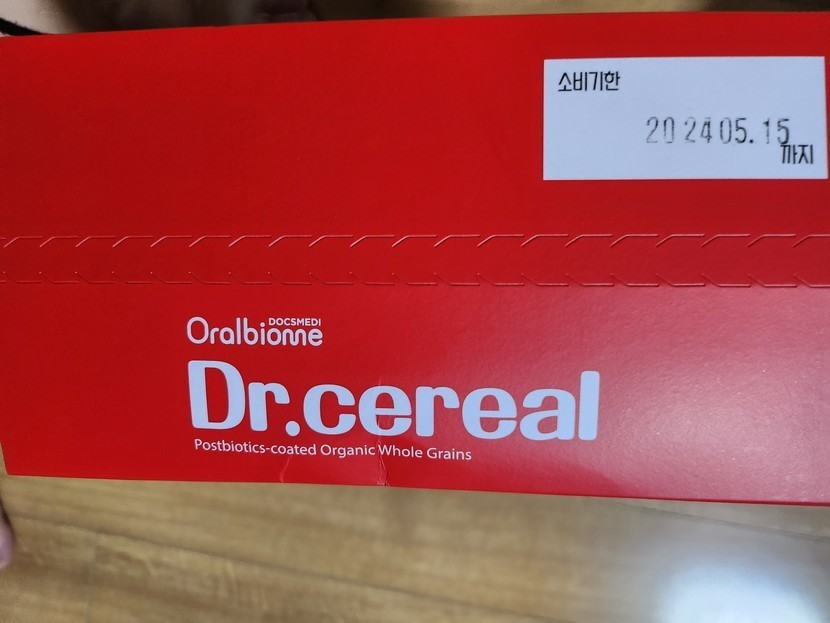 소비기한
2024.05.15
까지
DOCSMEDI
Oralbiome
Dr.cereal
Postbiotics-coated Organic Whole Grains